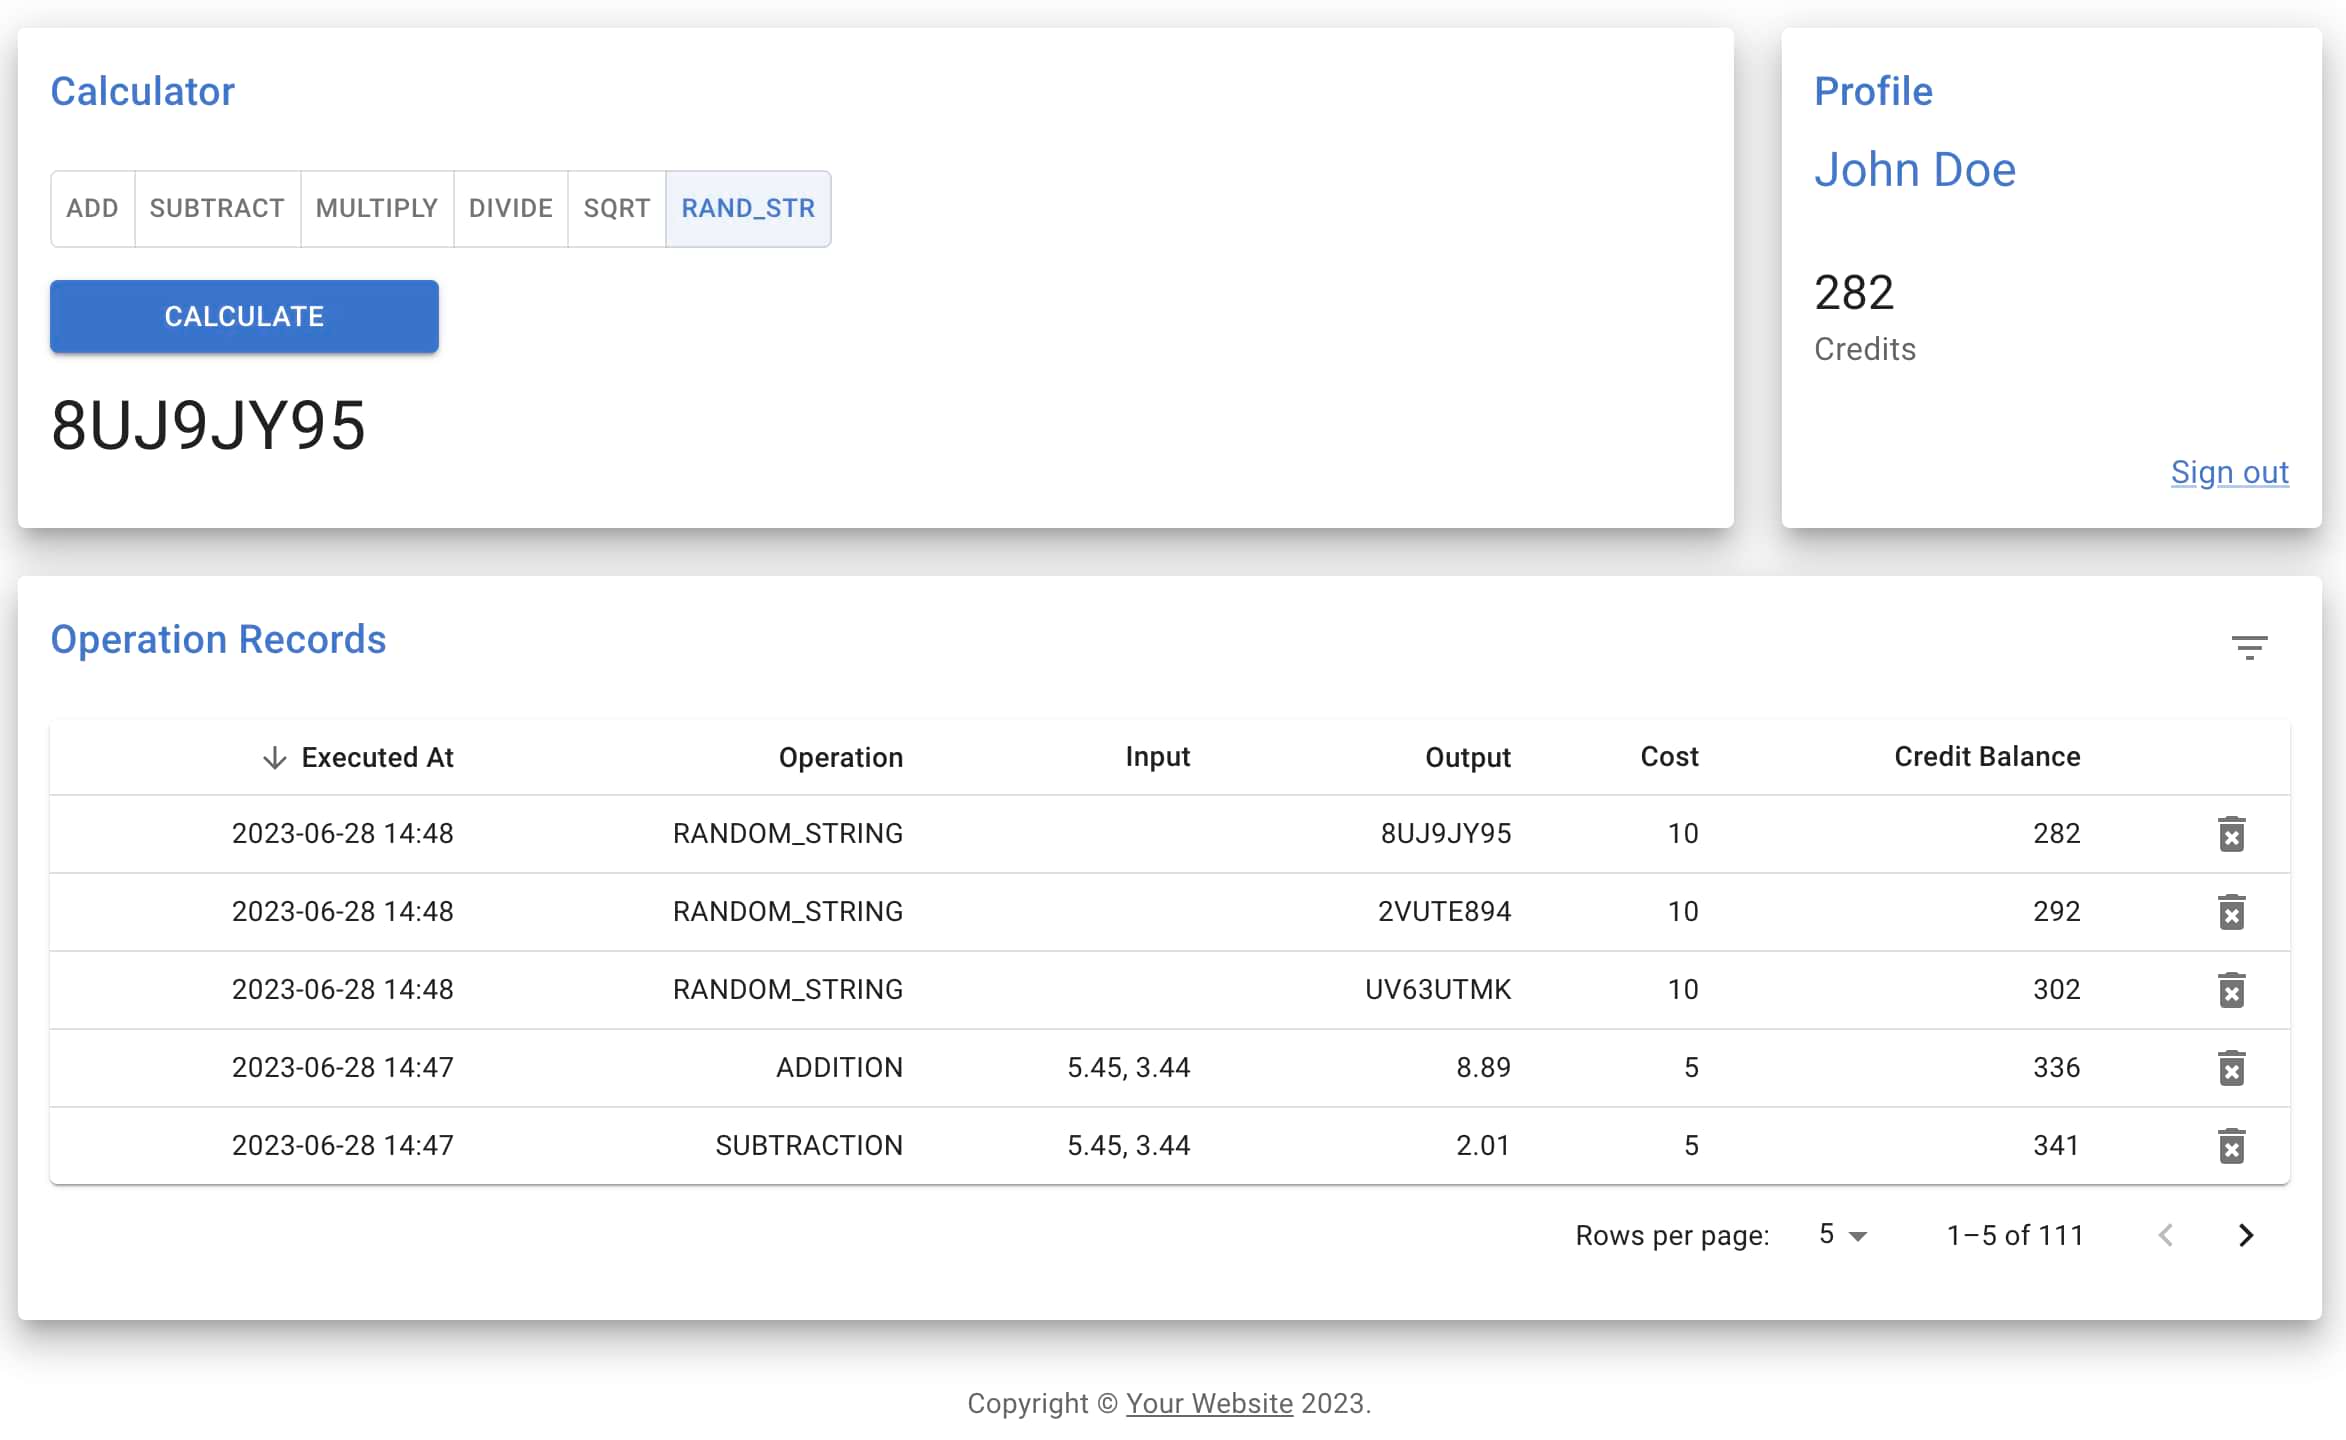 Calculator
ADD SUBTRACT MULTIPLY DIVIDE SQRT RAND_STR
CALCULATE
8UJ9JY95
Profile
John Doe
282
Credits
Sign out
Operation Records
Executed At Operation Input Output Cost Credit Balance
2023-06-28 14:48 RANDOM_STRING 8UJ9JY95 10 282
2023-06-28 14:48 RANDOM_STRING 2VUTE894 10 292
2023-06-28 14:48 RANDOM_STRING UV63UTMK 10 302
2023-06-28 14:47 ADDITION 5.45, 3.44 8.89 5 336
2023-06-28 14:47 SUBTRACTION 5.45, 3.44 2.01 5 341
Rows per page: 5 1–5 of 111
Copyright © Your Website 2023.